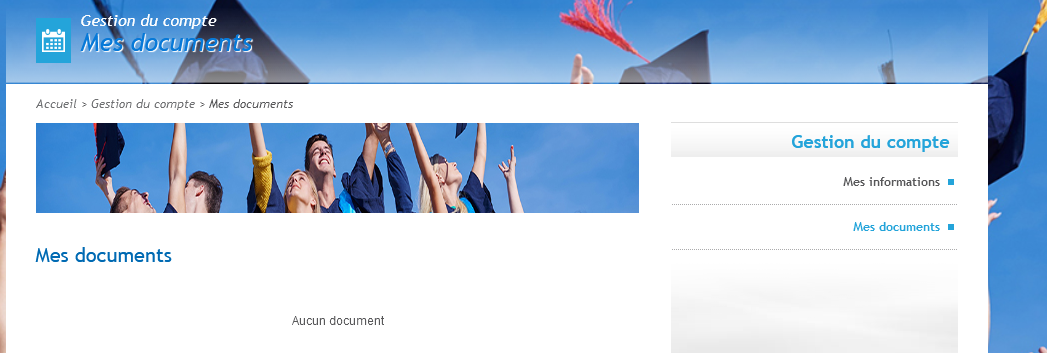 Gestion du compte
Mes documents
Accueil > Gestion du compte > Mes documents
Gestion du compte
Mes informations
Mes documents
Mes documents
Aucun document